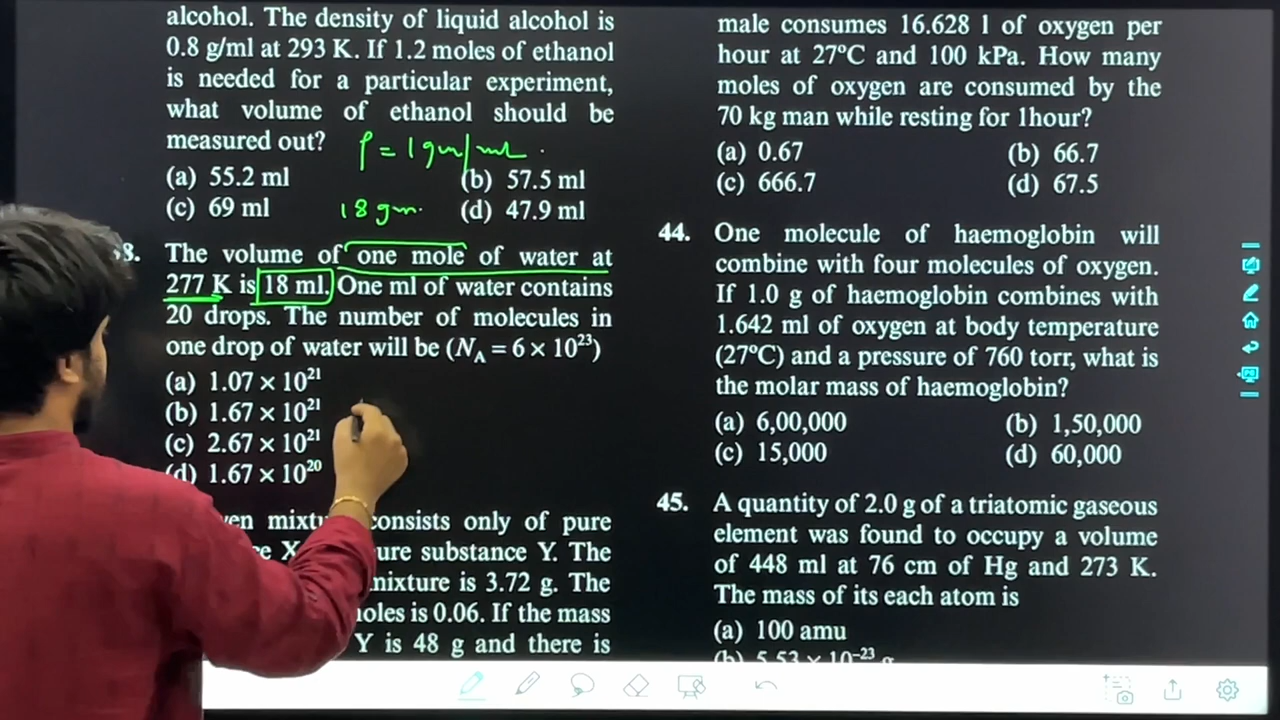 alcohol. The density of liquid alcohol is
0.8 g/ml at 293 K. If 1.2 moles of ethanol
is needed for a particular experiment,
what volume of ethanol should be
measured out?
ρ = 1 gm/ml.
(a) 55.2 ml (b) 57.5 ml
(c) 69 ml (d) 47.9 ml
18 gm.
8. The volume of one mole of water at
277 K is 18 ml. One ml of water contains
20 drops. The number of molecules in
one drop of water will be (N_A = 6 × 10²³)
(a) 1.07 × 10²¹
(b) 1.67 × 10²¹
(c) 2.67 × 10²¹
(d) 1.67 × 10²⁰
consists only of pure
X ure substance Y. The
mixture is 3.72 g. The
is 0.06. If the mass
Y is 48 g and there is
male consumes 16.628 l of oxygen per
hour at 27°C and 100 kPa. How many
moles of oxygen are consumed by the
70 kg man while resting for 1hour?
(a) 0.67 (b) 66.7
(c) 666.7 (d) 67.5
44. One molecule of haemoglobin will
combine with four molecules of oxygen.
If 1.0 g of haemoglobin combines with
1.642 ml of oxygen at body temperature
(27°C) and a pressure of 760 torr, what is
the molar mass of haemoglobin?
(a) 6,00,000 (b) 1,50,000
(c) 15,000 (d) 60,000
45. A quantity of 2.0 g of a triatomic gaseous
element was found to occupy a volume
of 448 ml at 76 cm of Hg and 273 K.
The mass of its each atom is
(a) 100 amu
(b) 5.53 × 10⁻²³ g